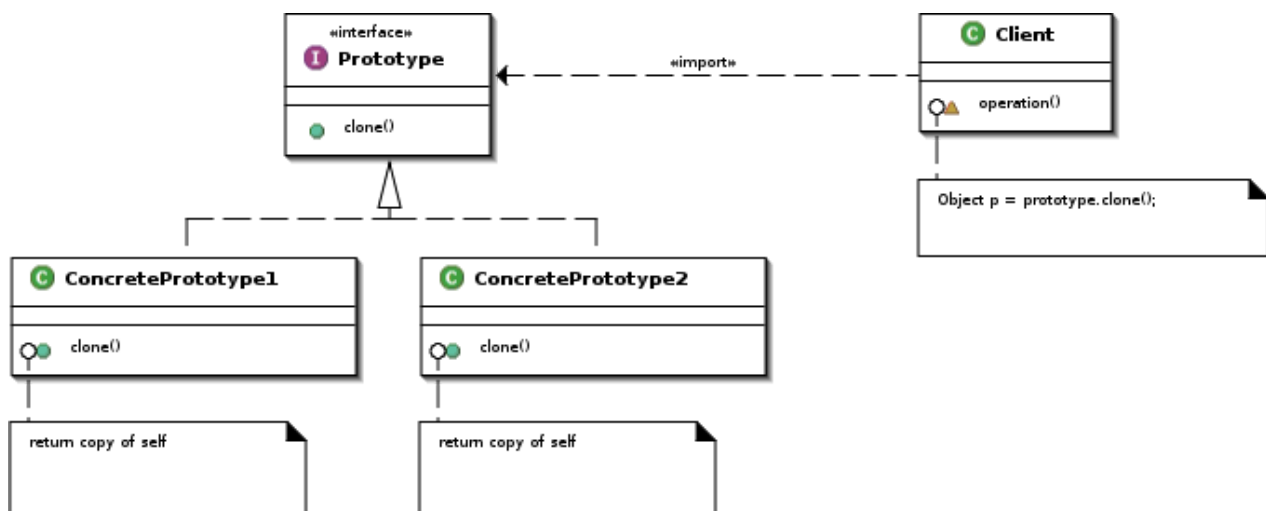 «interface»
I Prototype
clone()
«import»
C Client
operation()
Object p = prototype.clone();
C ConcretePrototype1
clone()
return copy of self
C ConcretePrototype2
clone()
return copy of self